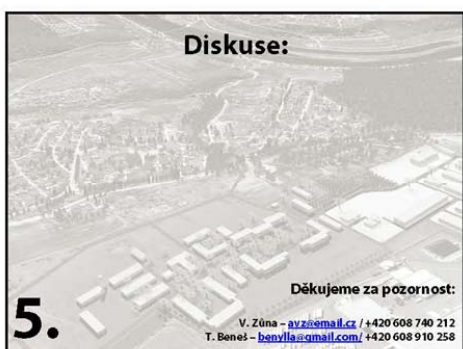 Diskuse:
Děkujeme za pozornost:
5.
V. Zůna – avz@email.cz / +420 608 740 212
T. Beneš – benylla@gmail.com/ +420 608 910 258